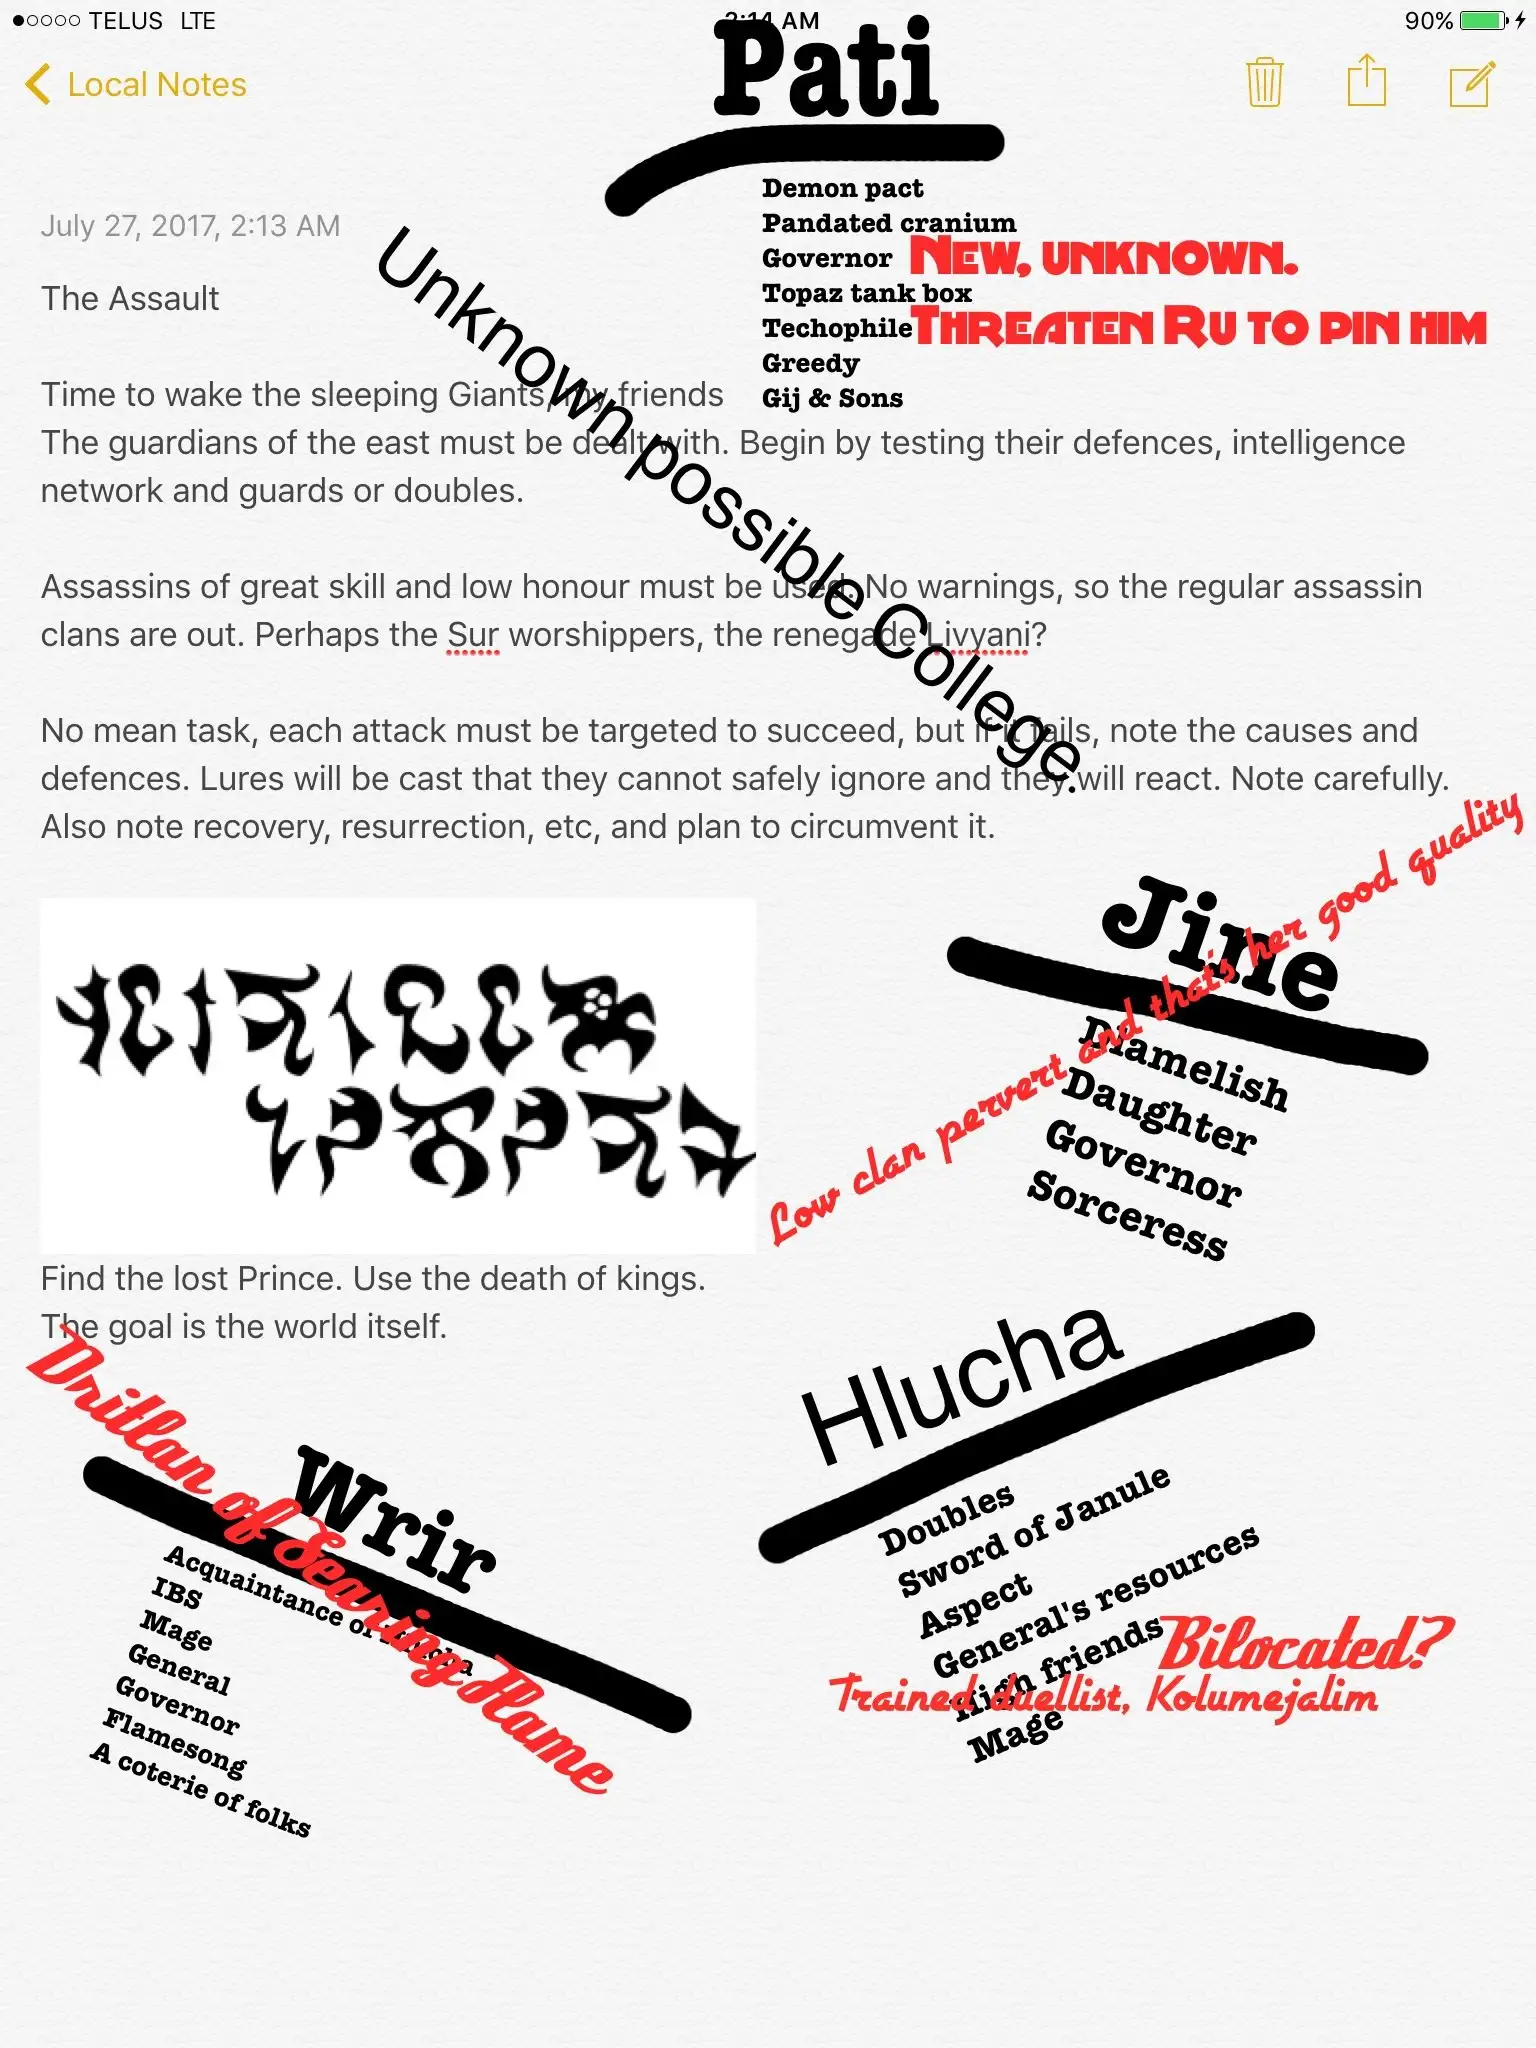 TELUS LTE
2:14 AM
90%
Local Notes
Pati
Demon pact
Pandated cranium
Governor
NEW, UNKNOWN.
Topaz tank box
Techophile
THREATEN RU TO PIN HIM
Greedy
Gij & Sons
July 27, 2017, 2:13 AM
Unknown possible College.
The Assault
Time to wake the sleeping Giants, my friends
The guardians of the east must be dealt with. Begin by testing their defences, intelligence
network and guards or doubles.
Assassins of great skill and low honour must be used. No warnings, so the regular assassin
clans are out. Perhaps the Sur worshippers, the renegade Livyani?
No mean task, each attack must be targeted to succeed, but if it fails, note the causes and
defences. Lures will be cast that they cannot safely ignore and they will react. Note carefully.
Also note recovery, resurrection, etc, and plan to circumvent it.
Jine
Low clan pervert and that's her good quality
Diamelish
Daughter
Governor
Sorceress
Find the lost Prince. Use the death of kings.
The goal is the world itself.
Hlucha
Doubles
Sword of Janule
Aspect
General's resources
High friends
Mage
Bilocated?
Trained duellist, Kolumejalim
Wrir
Dritlan of Searing Flame
Acquaintance of
IBS
Mage
General
Governor
Flamesong
A coterie of folks